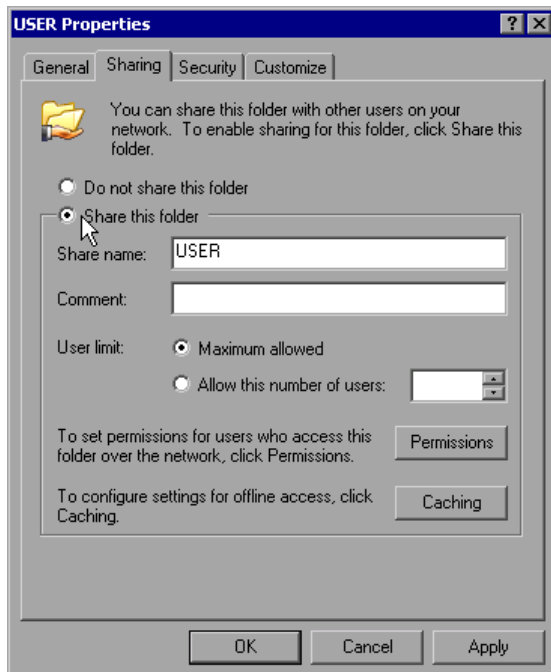 USER Properties
General Sharing Security Customize
You can share this folder with other users on your
network. To enable sharing for this folder, click Share this
folder.
Do not share this folder
Share this folder
Share name: USER
Comment:
User limit: Maximum allowed
Allow this number of users:
To set permissions for users who access this
folder over the network, click Permissions.
Permissions
To configure settings for offline access, click
Caching.
Caching
OK Cancel Apply